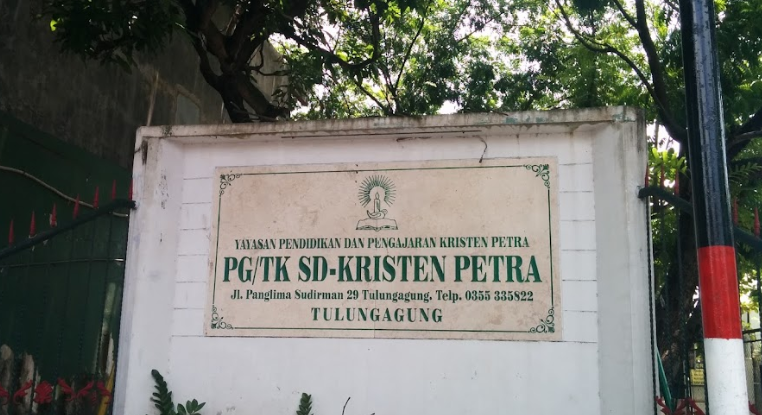 YAYASAN PENDIDIKAN DAN PENGAJARAN KRISTEN PETRA
PG/TK SD-KRISTEN PETRA
Jl. Panglima Sudirman 29 Tulungagung. Telp. 0355 335822
TULUNGAGUNG